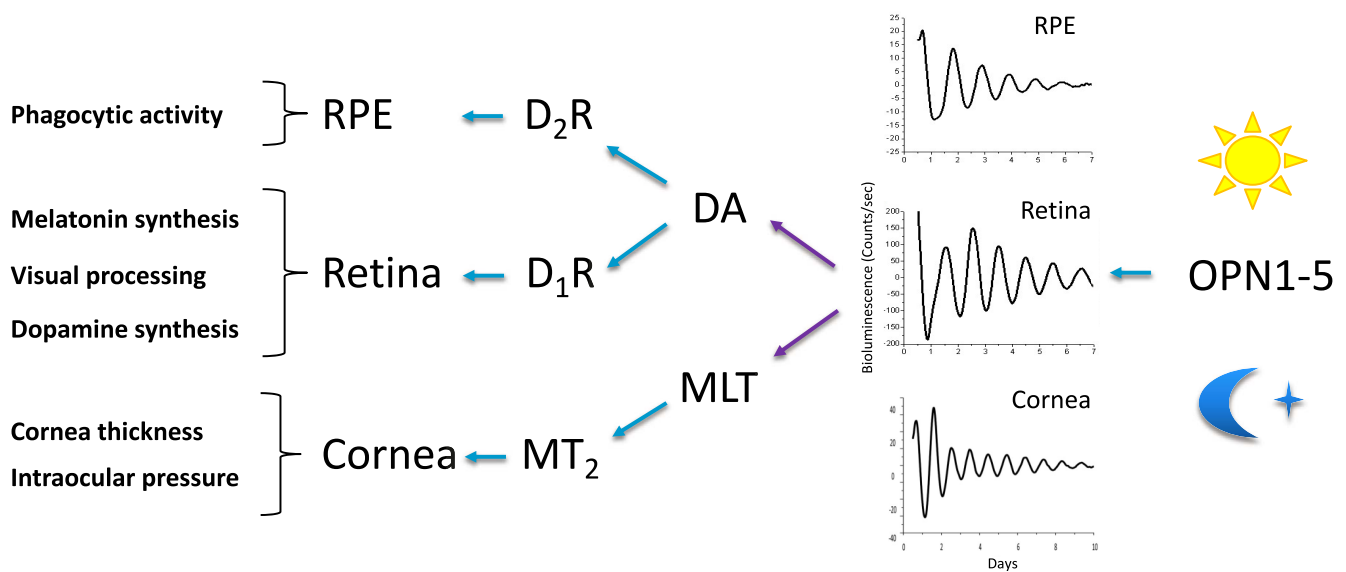 Phagocytic activity
RPE
D₂R
Melatonin synthesis
Visual processing
Dopamine synthesis
Retina
D₁R
DA
Cornea thickness
Intraocular pressure
Cornea
MT₂
MLT
RPE
25
20
15
10
5
0
-5
-10
-15
-20
-25
0 1 2 3 4 5 6 7
Bioluminescence (Counts/sec)
Retina
200
150
100
50
0
-50
-100
-150
-200
0 1 2 3 4 5 6 7
Cornea
40
20
0
-20
-40
0 2 4 6 8 10
Days
OPN1-5